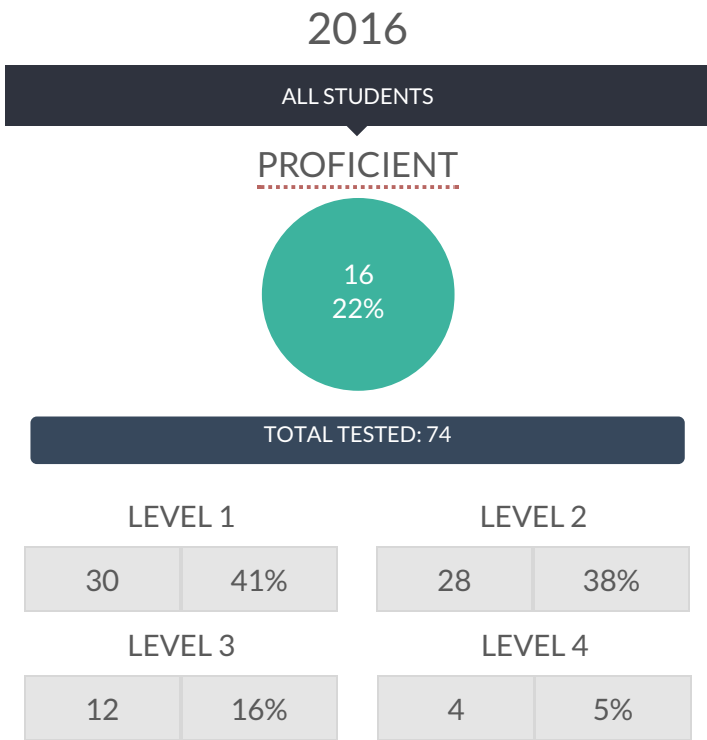 2016
ALL STUDENTS
PROFICIENT
16
22%
TOTAL TESTED: 74
LEVEL 1 LEVEL 2
30 41% 28 38%
LEVEL 3 LEVEL 4
12 16% 4 5%